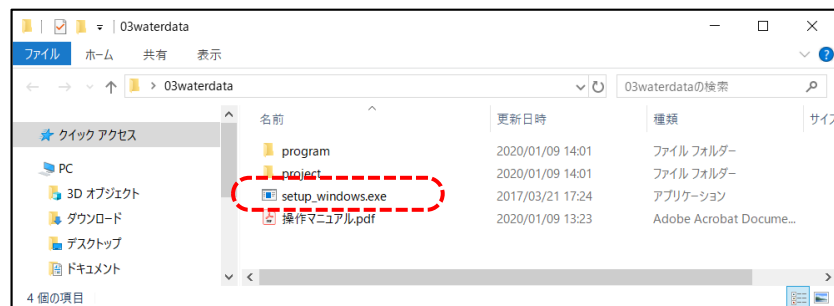 03waterdata
ファイル ホーム 共有 表示
03waterdata 03waterdataの検索
名前 更新日時 種類 サイズ
クイック アクセス
program 2020/01/09 14:01 ファイル フォルダー
PC
project 2020/01/09 14:01 ファイル フォルダー
3D オブジェクト
setup_windows.exe 2017/03/21 17:24 アプリケーション
ダウンロード
操作マニュアル.pdf 2020/01/09 13:23 Adobe Acrobat Docume...
デスクトップ
ドキュメント
4 個の項目